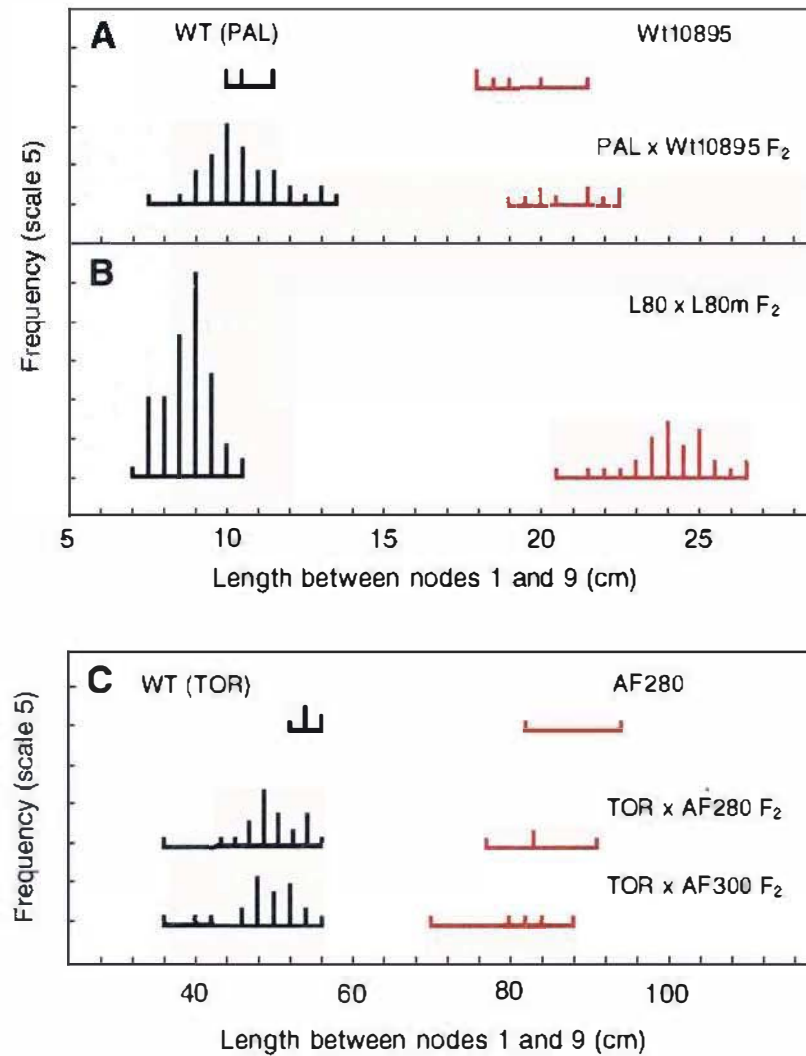 A WT (PAL) Wt10895
PAL x Wt10895 F₂
Frequency (scale 5)
B L80 x L80m F₂
5 10 15 20 25
Length between nodes 1 and 9 (cm)
C WT (TOR) AF280
TOR x AF280 F₂
TOR x AF300 F₂
Frequency (scale 5)
40 60 80 100
Length between nodes 1 and 9 (cm)